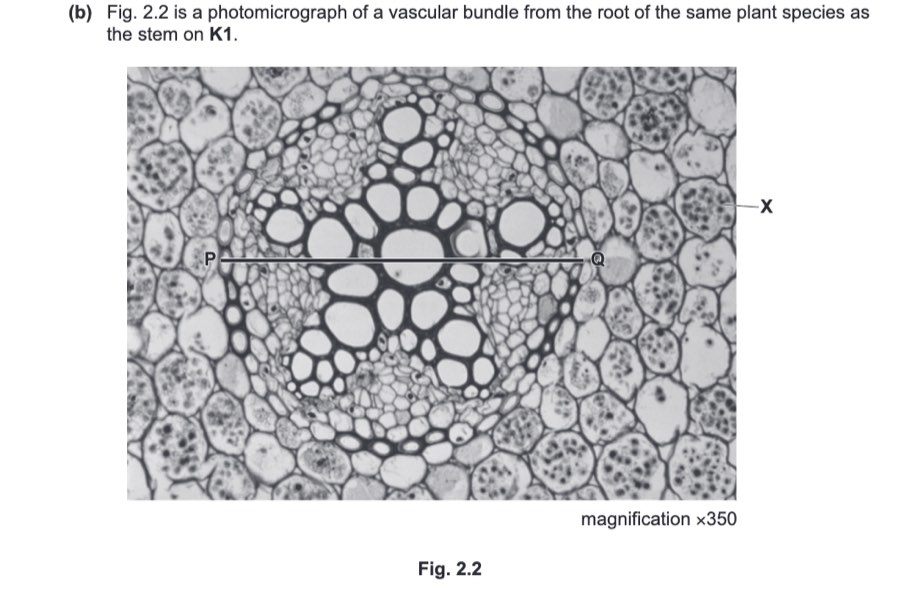 (b) Fig. 2.2 is a photomicrograph of a vascular bundle from the root of the same plant species as
the stem on K1.
X
P
Q
magnification ×350
Fig. 2.2